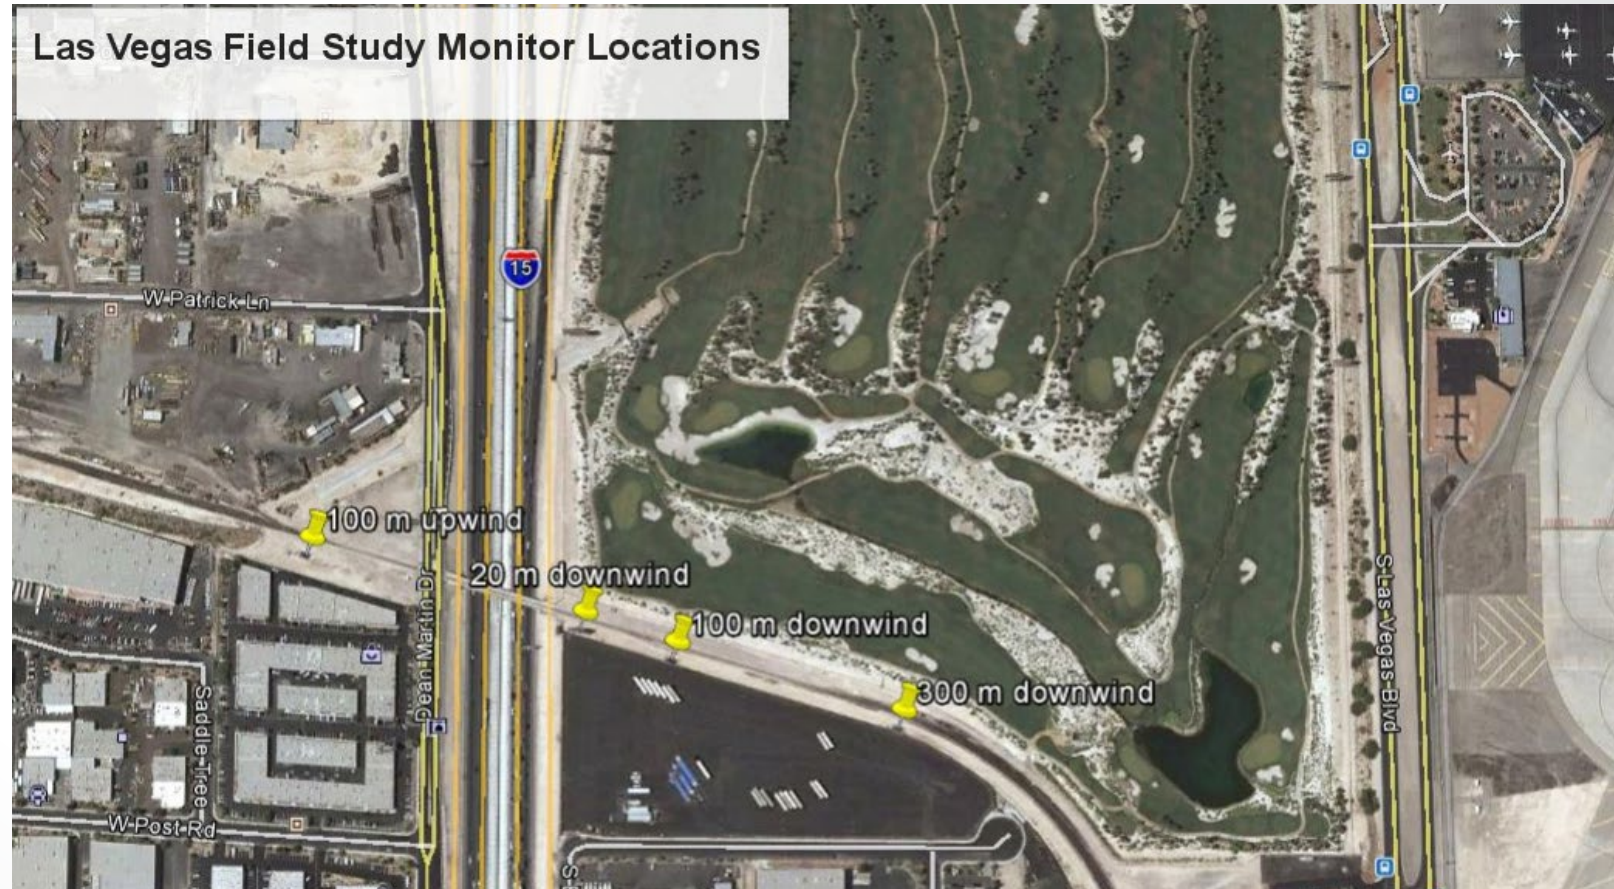 Las Vegas Field Study Monitor Locations
15
W Patrick Ln
100 m upwind
20 m downwind
100 m downwind
300 m downwind
Dean Martin Dr
Saddle Tree
W Post Rd
S Las Vegas Blvd
S